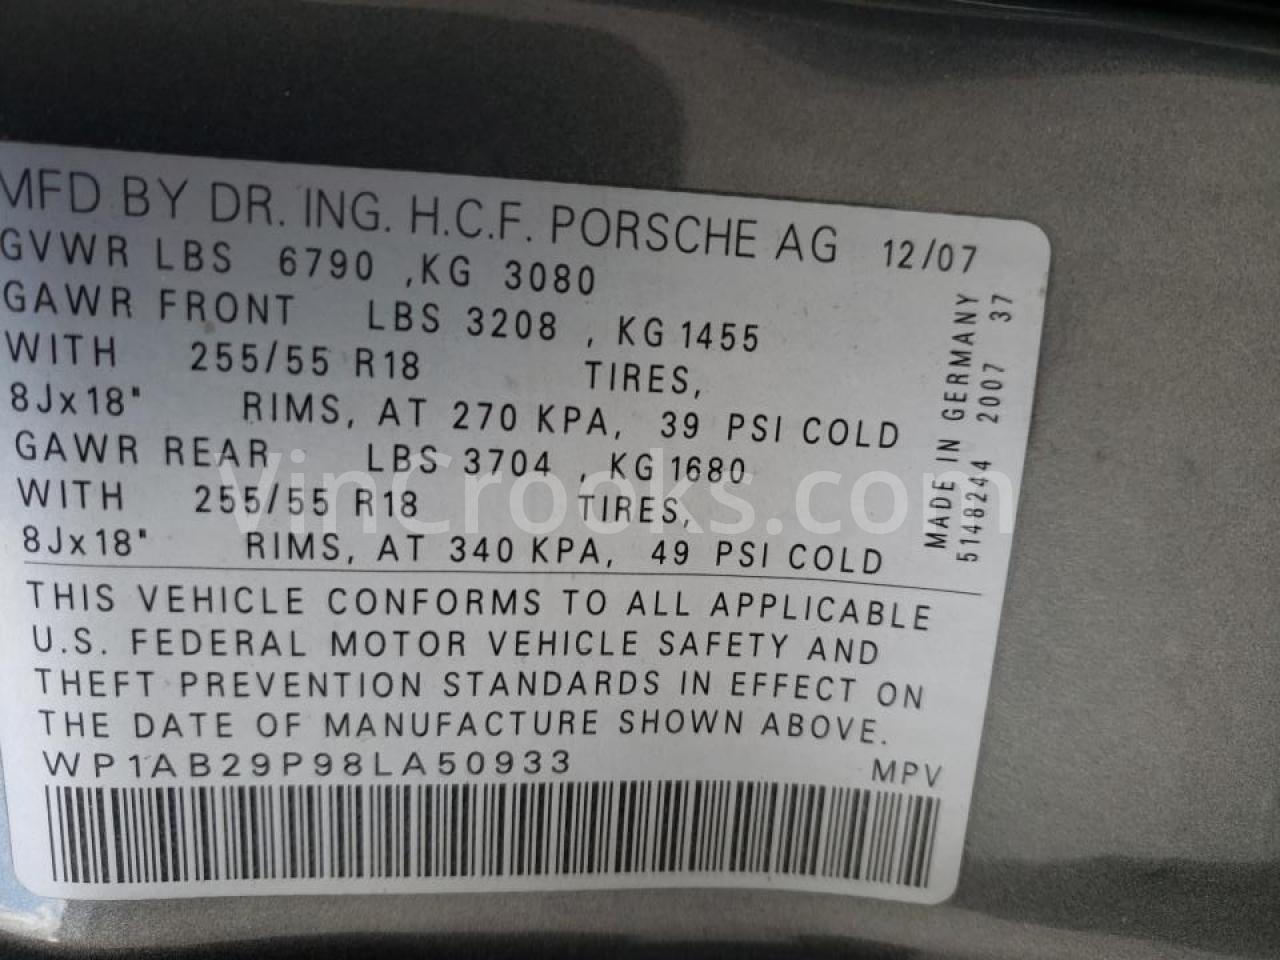 MFD BY DR. ING. H.C.F. PORSCHE AG 12/07
GVWR LBS 6790 ,KG 3080
GAWR FRONT LBS 3208 , KG 1455
WITH 255/55 R18 TIRES,
8Jx18" RIMS, AT 270 KPA, 39 PSI COLD
GAWR REAR LBS 3704 , KG 1680
WITH 255/55 R18 TIRES,
8Jx18" RIMS, AT 340 KPA, 49 PSI COLD
MADE IN GERMANY
5148244 2007 37
THIS VEHICLE CONFORMS TO ALL APPLICABLE
U.S. FEDERAL MOTOR VEHICLE SAFETY AND
THEFT PREVENTION STANDARDS IN EFFECT ON
THE DATE OF MANUFACTURE SHOWN ABOVE.
WP1AB29P98LA50933 MPV
VinCrooks.com